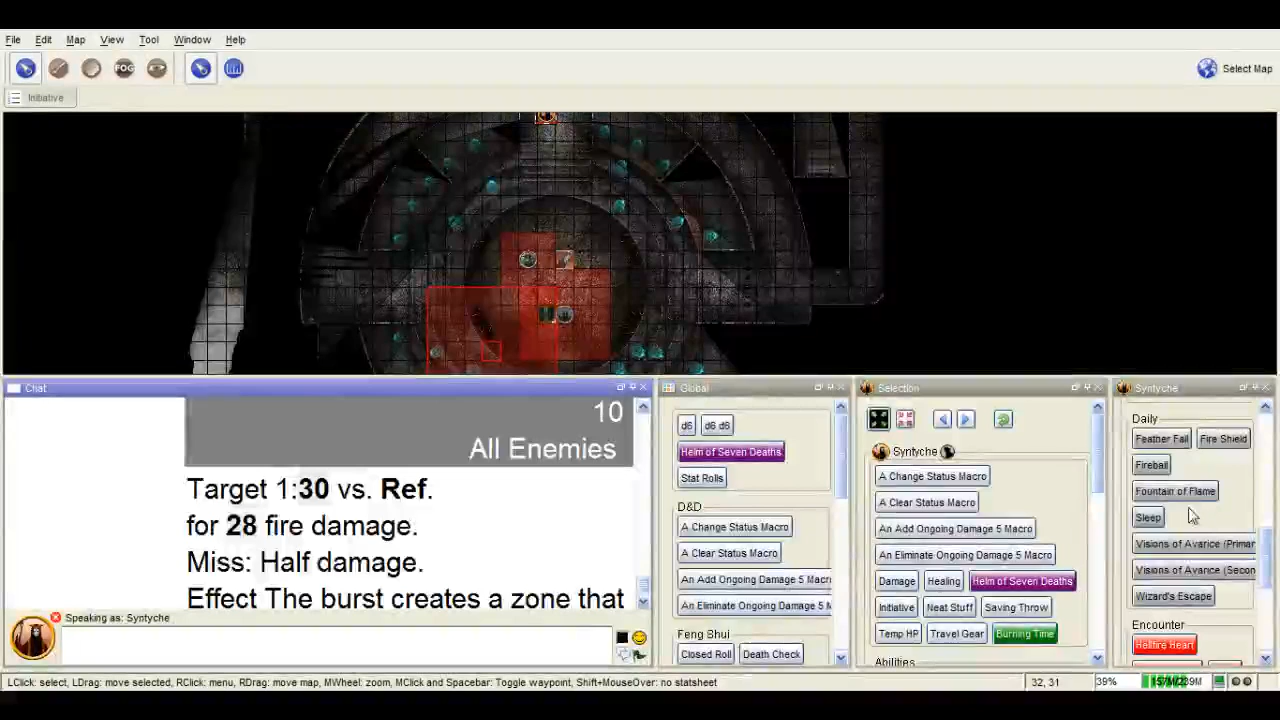 File Edit Map View Tool Window Help
FOG
Select Map
Initiative
Chat
10
All Enemies
Target 1:30 vs. Ref.
for 28 fire damage.
Miss: Half damage.
Effect The burst creates a zone that
Speaking as: Syntyche
Global
d6 d6 d6
Helm of Seven Deaths
Stat Rolls
D&D
A Change Status Macro
A Clear Status Macro
An Add Ongoing Damage 5 Macro
An Eliminate Ongoing Damage 5 M
Feng Shui
Closed Roll Death Check
Selection
Syntyche
A Change Status Macro
A Clear Status Macro
An Add Ongoing Damage 5 Macro
An Eliminate Ongoing Damage 5 Macro
Damage Healing Helm of Seven Deaths
Initiative Neat Stuff Saving Throw
Temp HP Travel Gear Burning Time
Abilities
Syntyche
Daily
Feather Fall Fire Shield
Fireball
Fountain of Flame
Sleep
Visions of Avarice (Primar
Visions of Avarice (Secon
Wizard's Escape
Encounter
Hellfire Heart
LClick: select, LDrag: move selected, RClick: menu, RDrag: move map, MWheel: zoom, MClick and Spacebar: Toggle waypoint, Shift+MouseOver: no statsheet
32, 31
39%
157M/239M